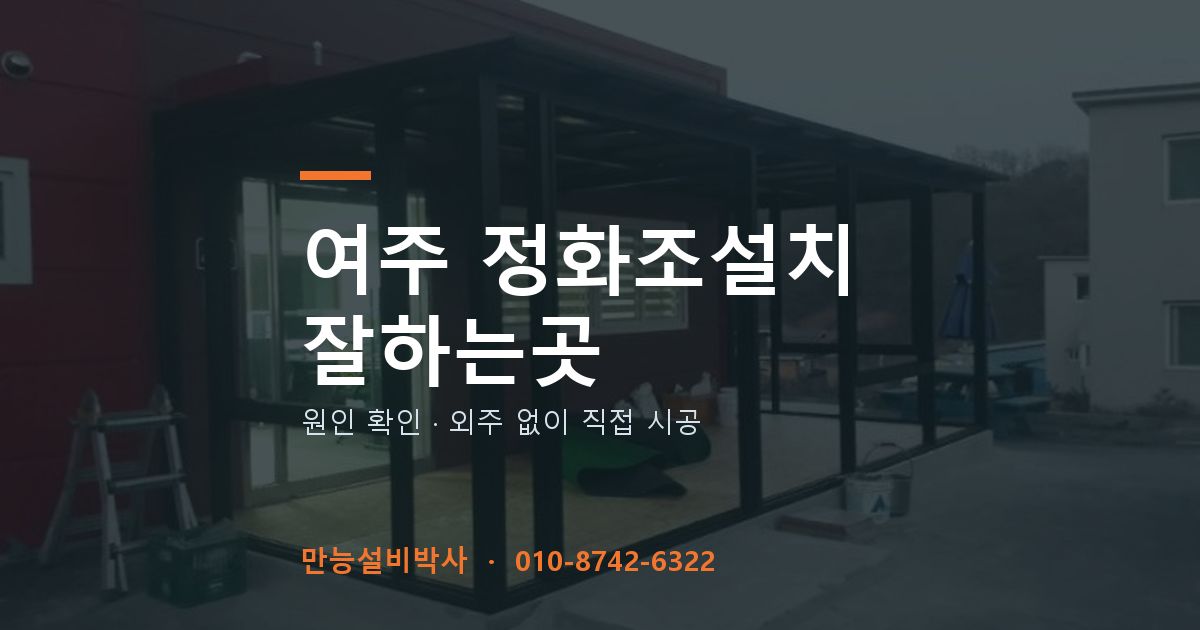 여주 정화조설치
잘하는곳
원인 확인 · 외주 없이 직접 시공
만능설비박사 · 010-8742-6322